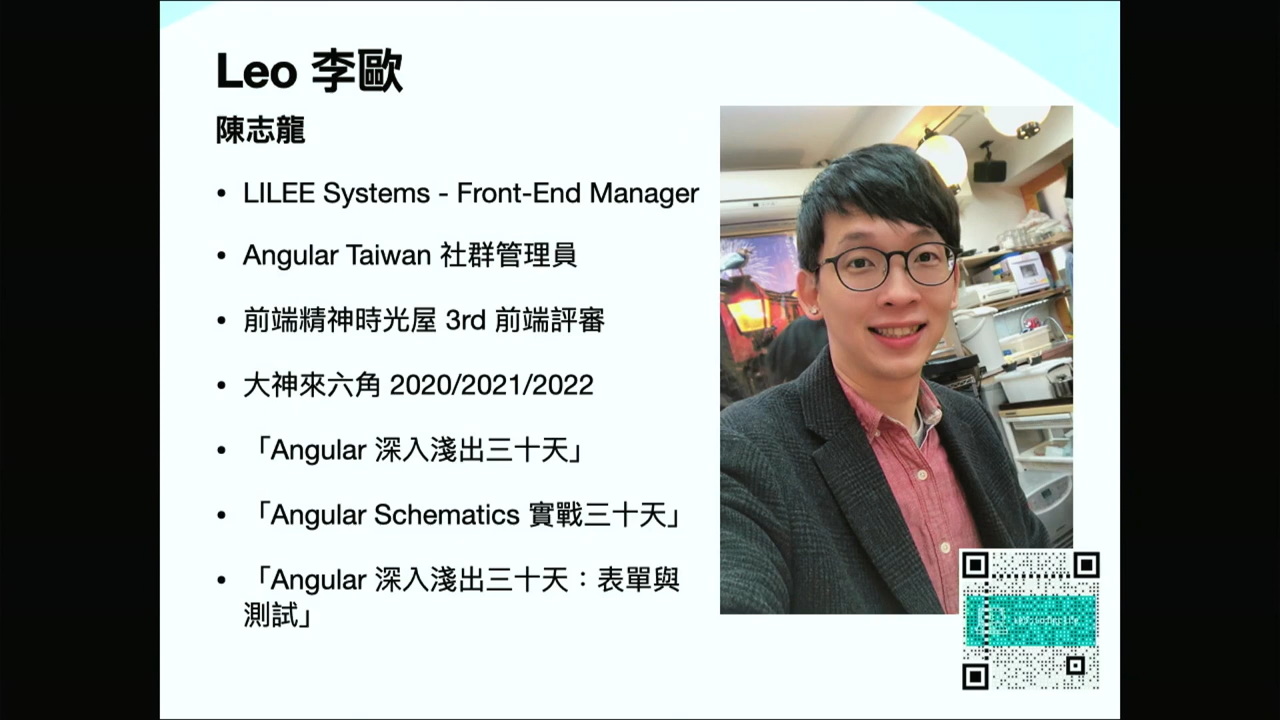 Leo 李歐
陳志龍
• LILEE Systems - Front-End Manager
• Angular Taiwan 社群管理員
• 前端精神時光屋 3rd 前端評審
• 大神來六角 2020/2021/2022
• 「Angular 深入淺出三十天」
• 「Angular Schematics 實戰三十天」
• 「Angular 深入淺出三十天：表單與
測試」